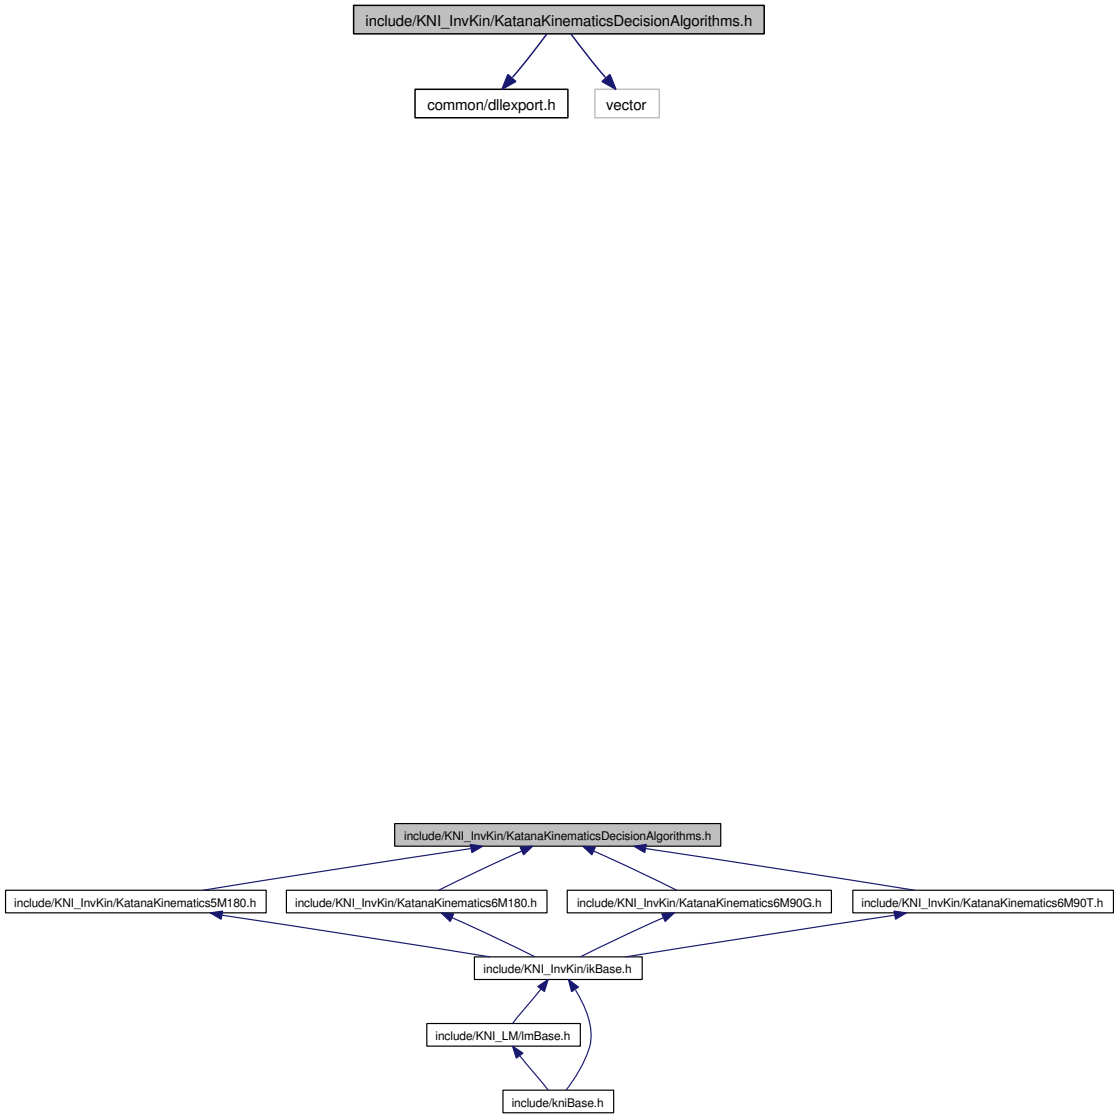 include/KNI_InvKin/KatanaKinematicsDecisionAlgorithms.h
common/dllexport.h
vector
include/KNI_InvKin/KatanaKinematicsDecisionAlgorithms.h
include/KNI_InvKin/KatanaKinematics5M180.h
include/KNI_InvKin/KatanaKinematics6M180.h
include/KNI_InvKin/KatanaKinematics6M90G.h
include/KNI_InvKin/KatanaKinematics6M90T.h
include/KNI_InvKin/ikBase.h
include/KNI_LM/lmBase.h
include/kniBase.h